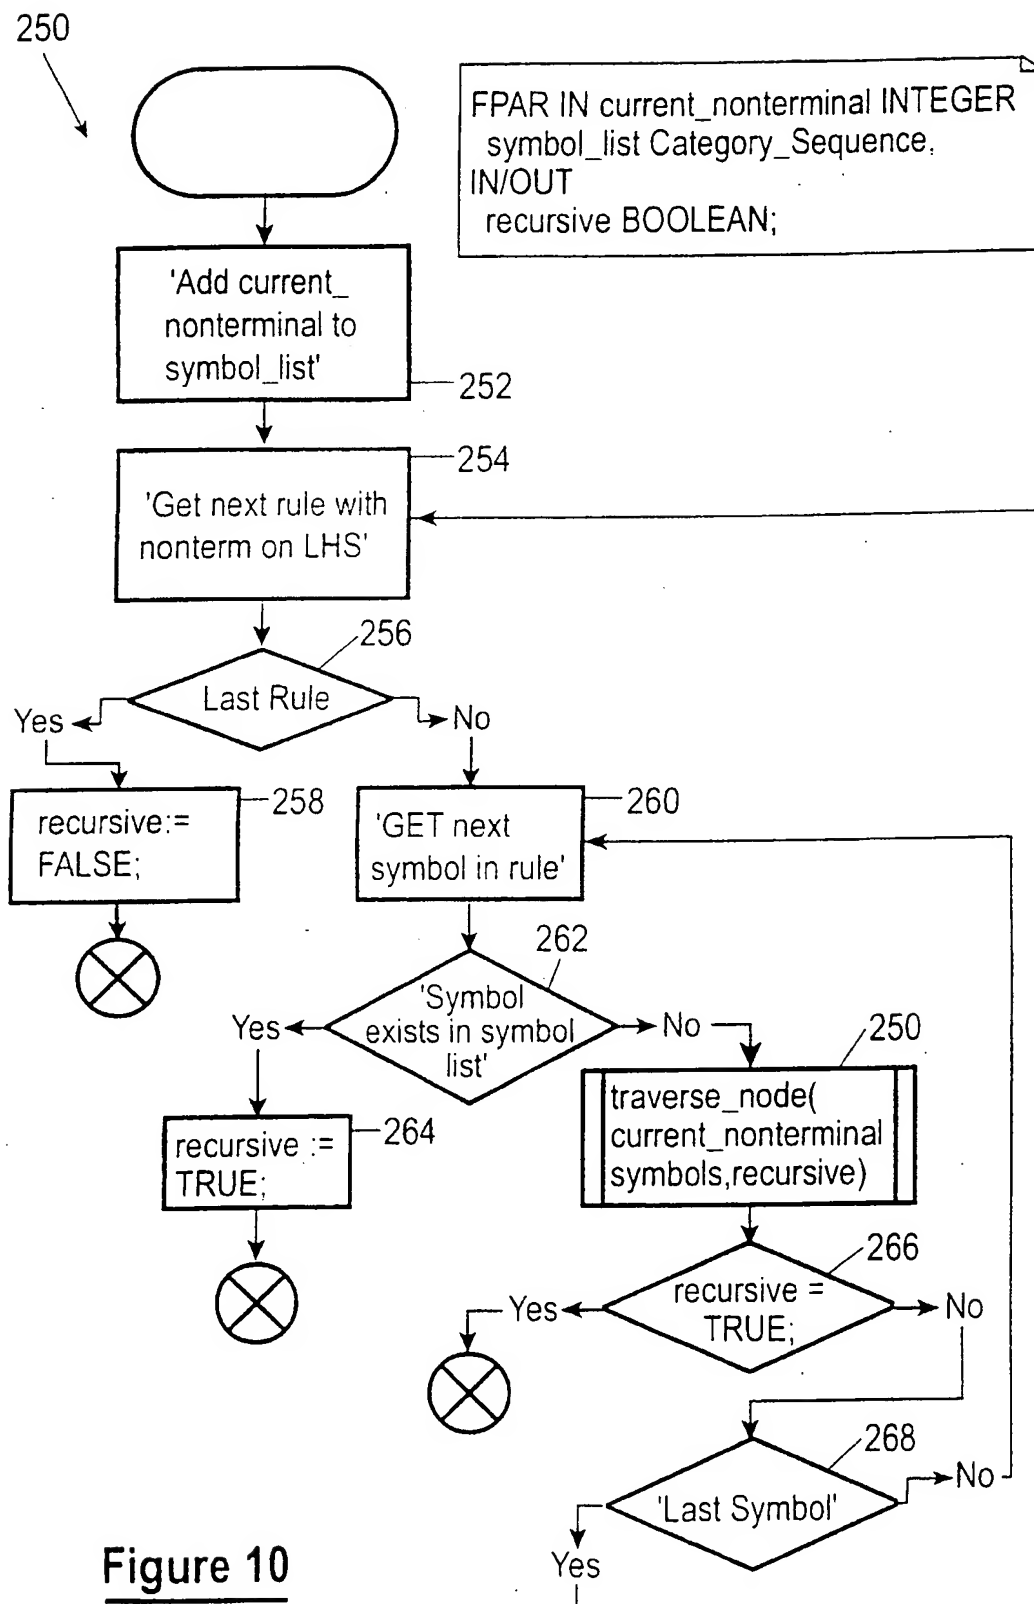 250
FPAR IN current_nonterminal INTEGER
symbol_list Category_Sequence,
IN/OUT
recursive BOOLEAN;
'Add current_
nonterminal to
symbol_list'
252
254
'Get next rule with
nonterm on LHS'
256
Last Rule
Yes
No
258
recursive:=
FALSE;
260
'GET next
symbol in rule'
262
'Symbol
exists in symbol
list'
Yes
No
250
264
recursive :=
TRUE;
traverse_node(
current_nonterminal
symbols,recursive)
266
recursive =
TRUE;
Yes
No
268
'Last Symbol'
No
Yes
Figure 10